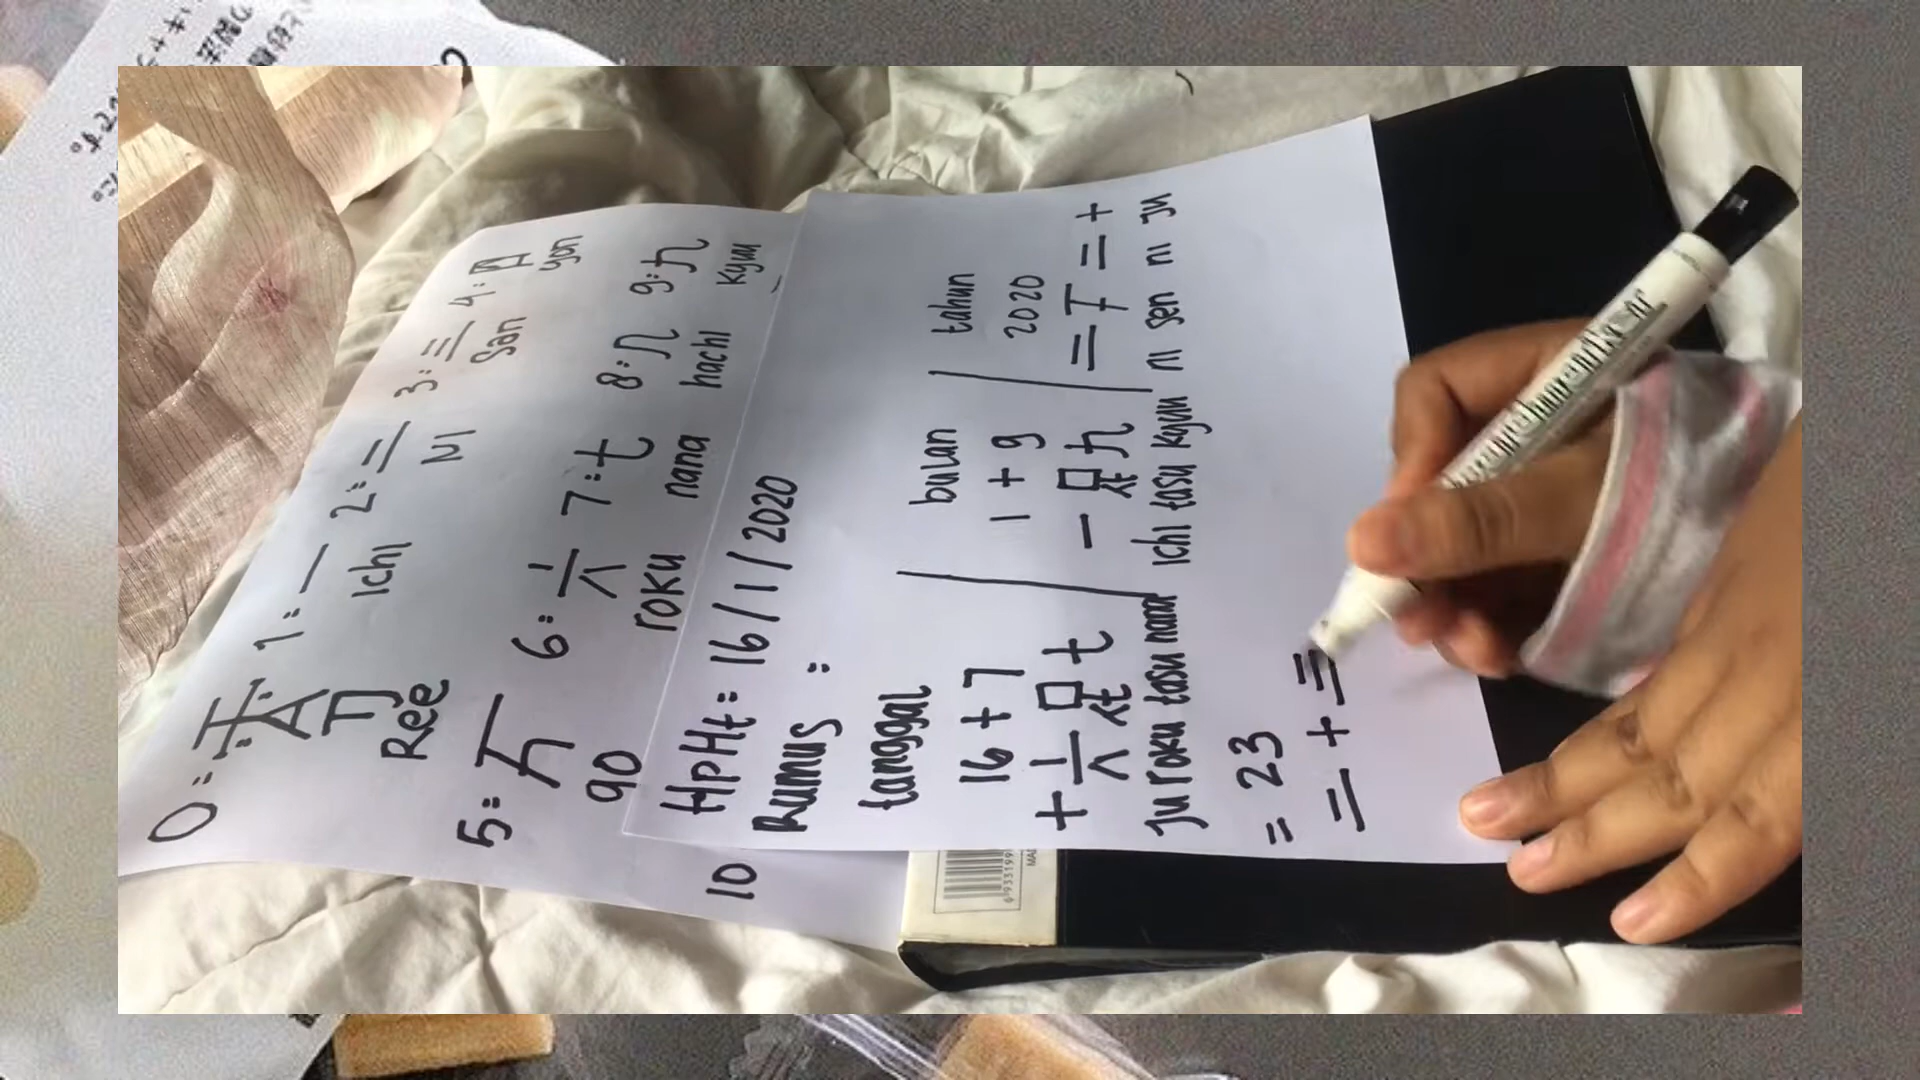 0 = 零 1 = 一 2 = 二 3 = 三 4 = 四
Ree Ichi NI San yon
5 = 五 6 = 六 7 = 七 8 = 八 9 = 九
go roku nana hachi kyuu
10
HpHt = 16/1/2020
Rumus :
tanggal bulan tahun
16 + 7 1 + 9 2020
十六足す七 一足す九 二千二十
Ju roku tasu nana Ichi tasu kyuu ni sen ni ju
= 23
二十三